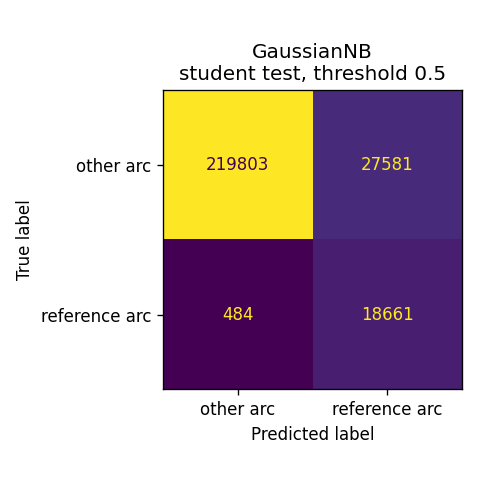 GaussianNB
student test, threshold 0.5
True label
other arc
219803
27581
reference arc
484
18661
other arc
reference arc
Predicted label